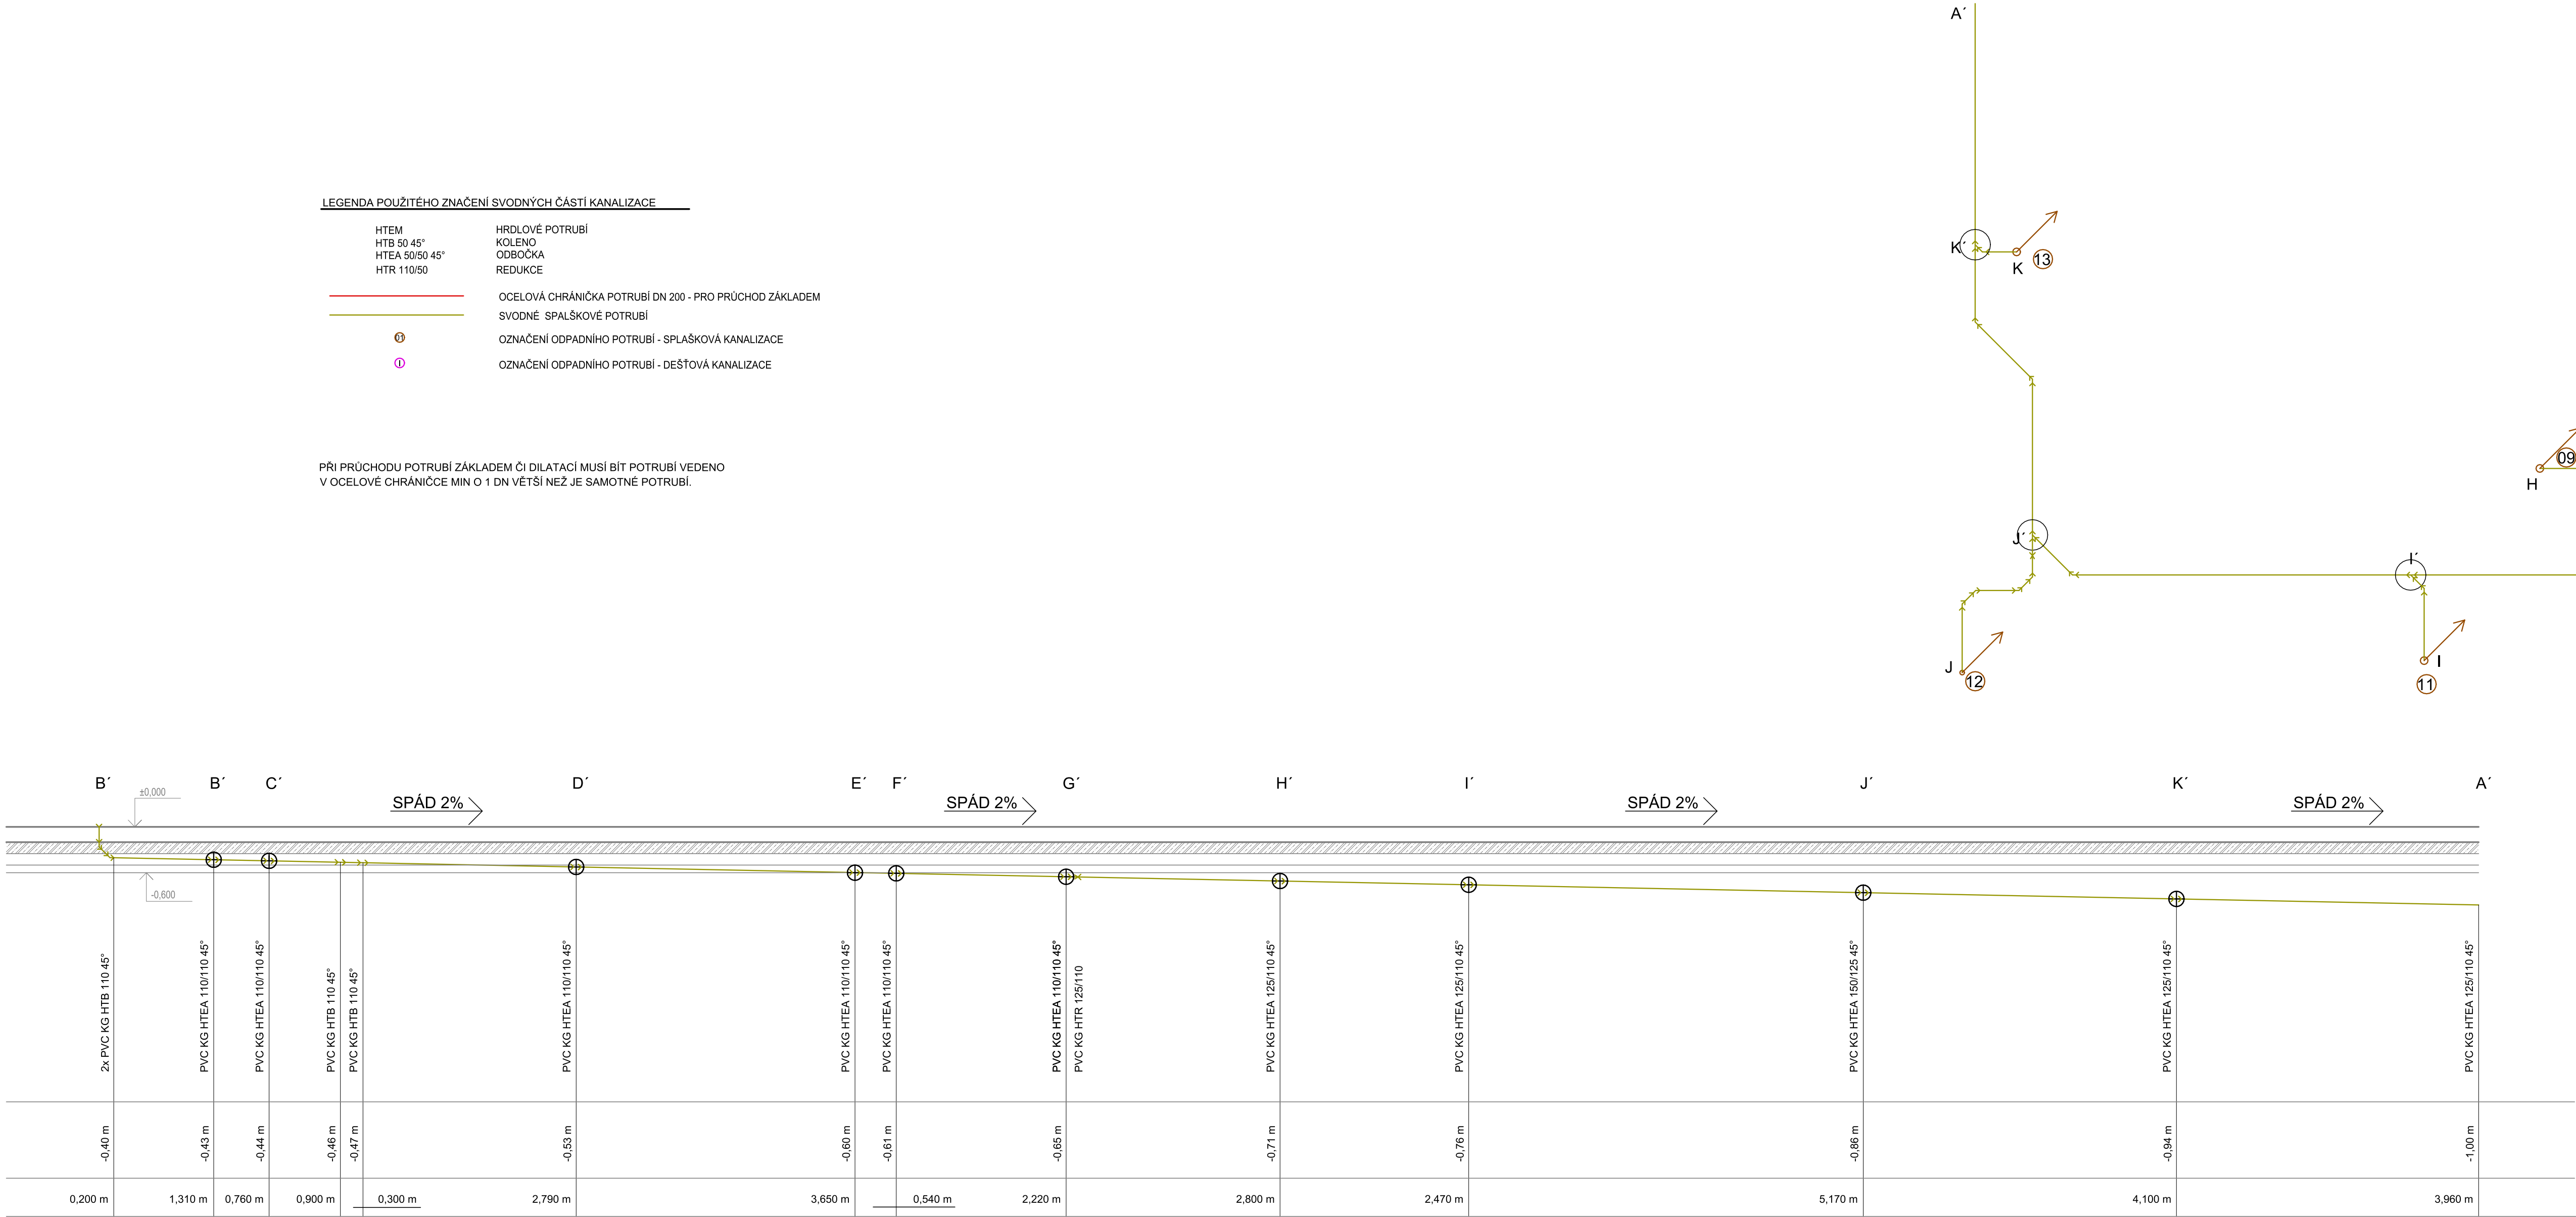 A´
LEGENDA POUŽITÉHO ZNAČENÍ SVODNÝCH ČÁSTÍ KANALIZACE
HTEM HRDLOVÉ POTRUBÍ
HTB 50 45° KOLENO
HTEA 50/50 45° ODBOČKA
HTR 110/50 REDUKCE
OCELOVÁ CHRÁNIČKA POTRUBÍ DN 200 - PRO PRŮCHOD ZÁKLADEM
SVODNÉ SPALŠKOVÉ POTRUBÍ
01 OZNAČENÍ ODPADNÍHO POTRUBÍ - SPLAŠKOVÁ KANALIZACE
I OZNAČENÍ ODPADNÍHO POTRUBÍ - DEŠŤOVÁ KANALIZACE
PŘI PRŮCHODU POTRUBÍ ZÁKLADEM ČI DILATACÍ MUSÍ BÍT POTRUBÍ VEDENO
V OCELOVÉ CHRÁNIČCE MIN O 1 DN VĚTŠÍ NEŽ JE SAMOTNÉ POTRUBÍ.
K´
K
13
09
H
J´
I´
J
12
I
11
B´ B´ C´ D´ E´ F´ G´ H´ I´ J´ K´ A´
±0,000
SPÁD 2% SPÁD 2% SPÁD 2% SPÁD 2%
-0,600
2x PVC KG HTB 110 45°
PVC KG HTEA 110/110 45°
PVC KG HTEA 110/110 45°
PVC KG HTB 110 45°
PVC KG HTB 110 45°
PVC KG HTEA 110/110 45°
PVC KG HTEA 110/110 45°
PVC KG HTEA 110/110 45°
PVC KG HTEA 110/110 45°
PVC KG HTR 125/110
PVC KG HTEA 125/110 45°
PVC KG HTEA 125/110 45°
PVC KG HTEA 150/125 45°
PVC KG HTEA 125/110 45°
PVC KG HTEA 125/110 45°
-0,40 m
-0,43 m
-0,44 m
-0,46 m
-0,47 m
-0,53 m
-0,60 m
-0,61 m
-0,65 m
-0,71 m
-0,76 m
-0,86 m
-0,94 m
-1,00 m
0,200 m 1,310 m 0,760 m 0,900 m 0,300 m 2,790 m 3,650 m 0,540 m 2,220 m 2,800 m 2,470 m 5,170 m 4,100 m 3,960 m